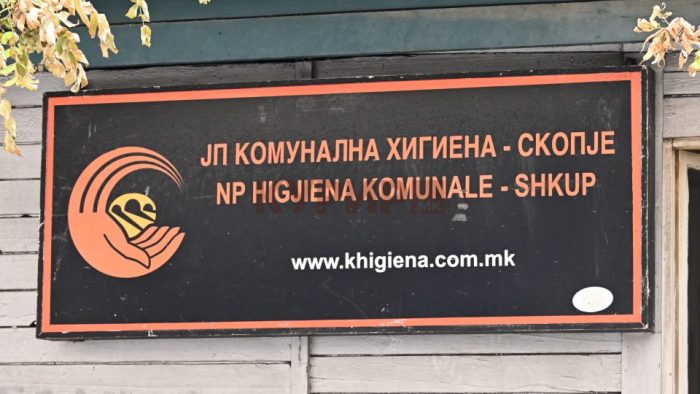 ЈП КОМУНАЛНА ХИГИЕНА - СКОПЈЕ
NP HIGJIENA KOMUNALE - SHKUP
www.khigiena.com.mk